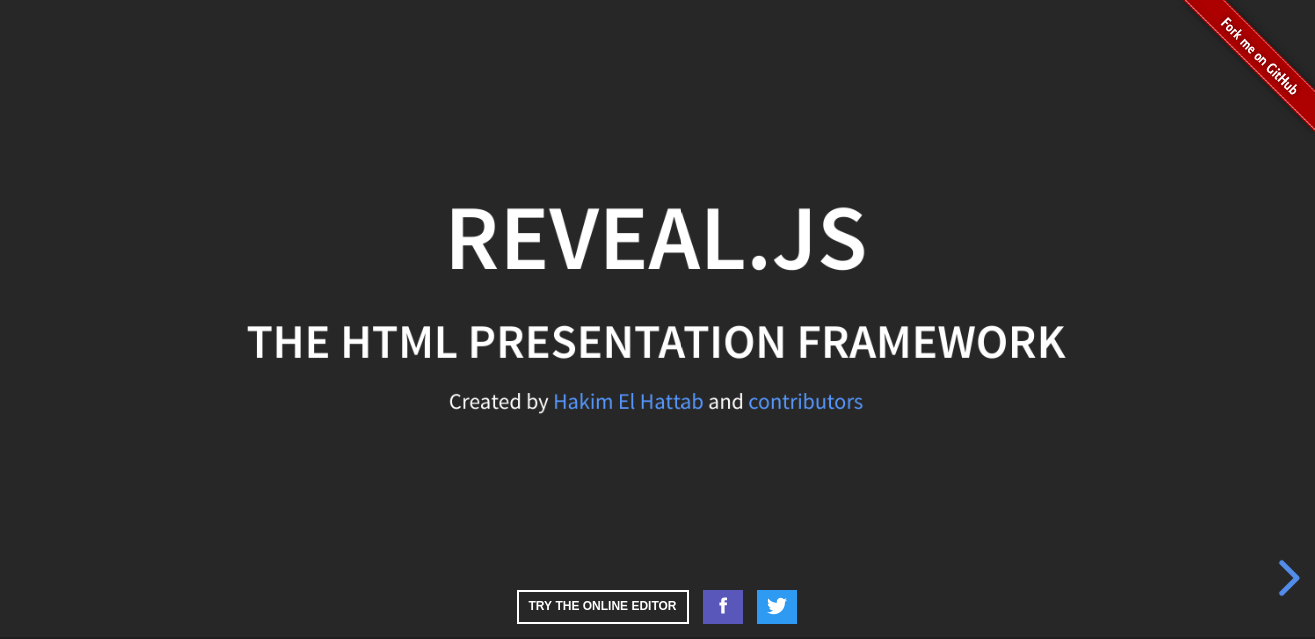 Fork me on GitHub
REVEAL.JS
THE HTML PRESENTATION FRAMEWORK
Created by Hakim El Hattab and contributors
TRY THE ONLINE EDITOR